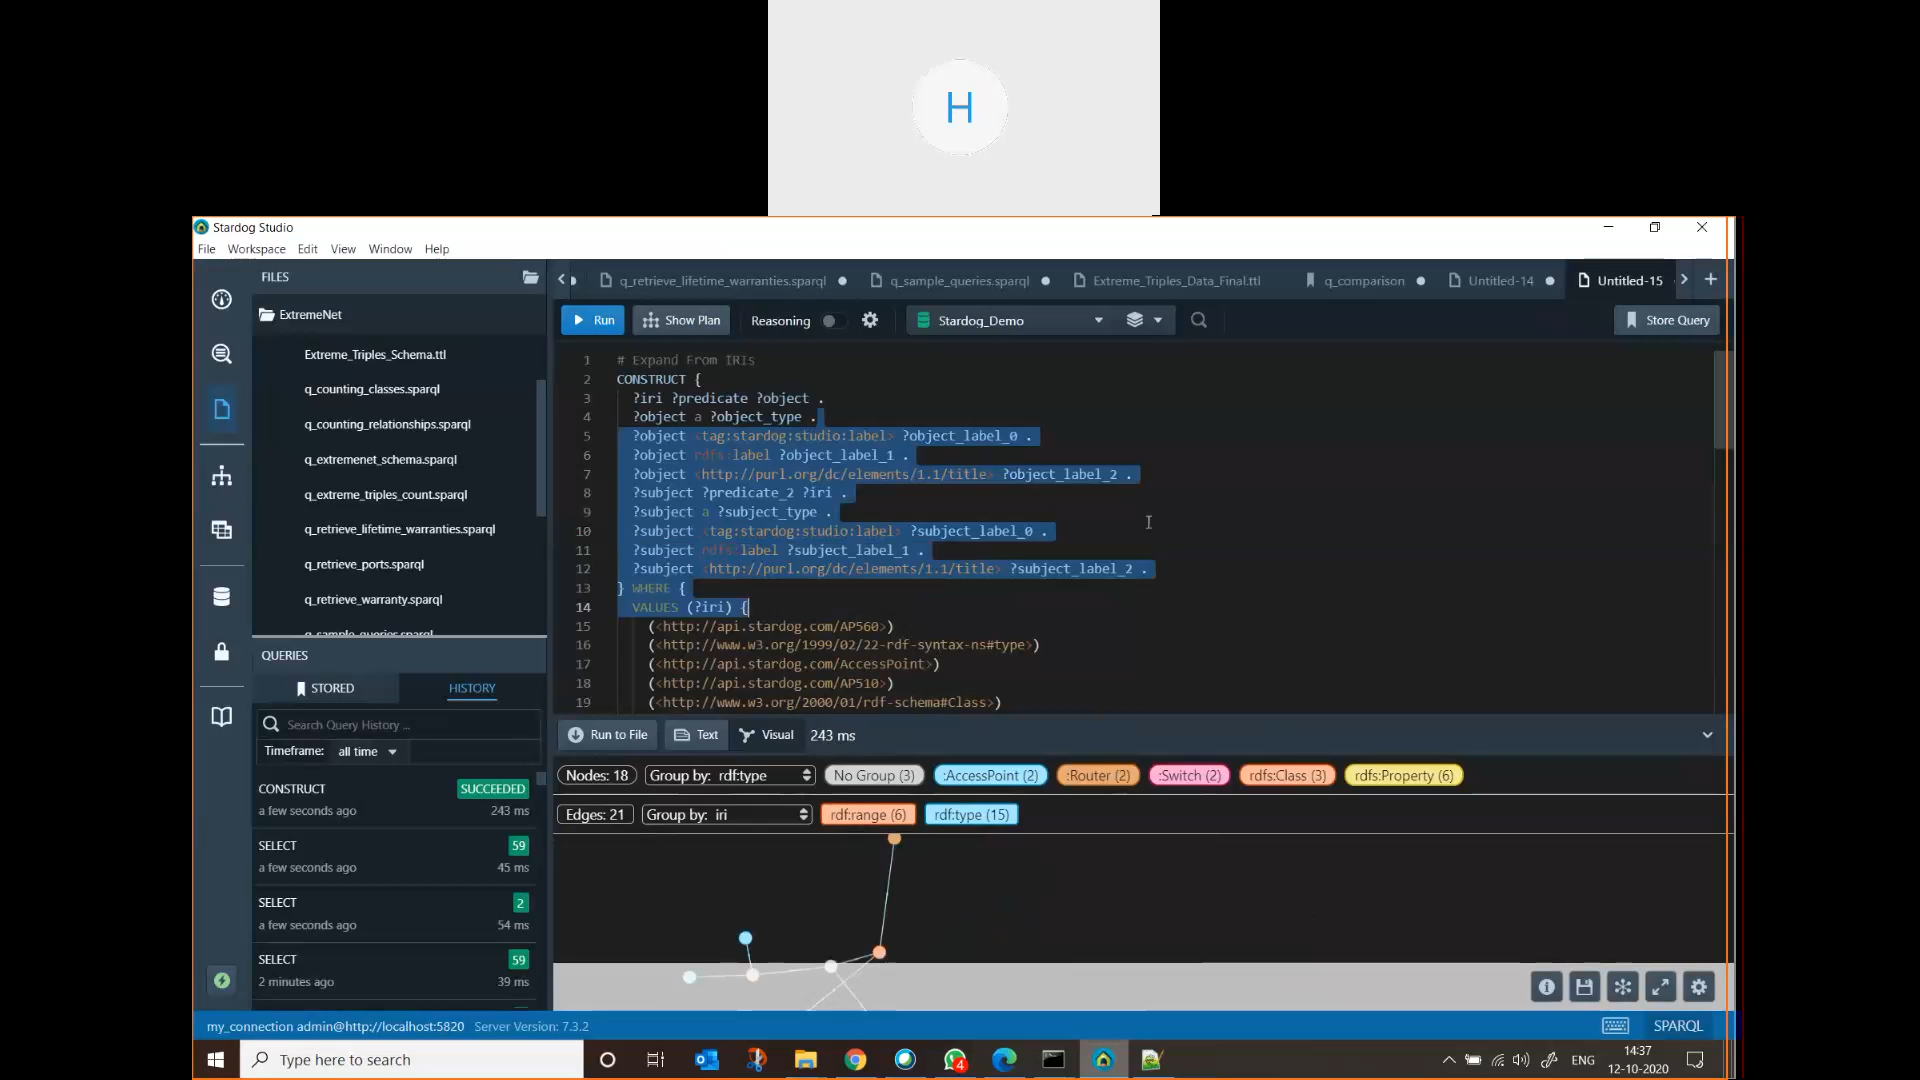 H
Stardog Studio
File Workspace Edit View Window Help
FILES
ExtremeNet
Extreme_Triples_Schema.ttl
q_counting_classes.sparql
q_counting_relationships.sparql
q_extremenet_schema.sparql
q_extreme_triples_count.sparql
q_retrieve_lifetime_warranties.sparql
q_retrieve_ports.sparql
q_retrieve_warranty.sparql
q_sample_queries.sparql
QUERIES
STORED HISTORY
Search Query History ...
Timeframe: all time
CONSTRUCT SUCCEEDED
a few seconds ago 243 ms
SELECT 59
a few seconds ago 45 ms
SELECT 2
a few seconds ago 54 ms
SELECT 59
2 minutes ago 39 ms
q_retrieve_lifetime_warranties.sparql q_sample_queries.sparql Extreme_Triples_Data_Final.ttl q_comparison Untitled-14 Untitled-15
Run Show Plan Reasoning Stardog_Demo Store Query
1 # Expand From IRIs
2 CONSTRUCT {
3 ?iri ?predicate ?object .
4 ?object a ?object_type .
5 ?object <tag:stardog:studio:label> ?object_label_0 .
6 ?object rdfs:label ?object_label_1 .
7 ?object <http://purl.org/dc/elements/1.1/title> ?object_label_2 .
8 ?subject ?predicate_2 ?iri .
9 ?subject a ?subject_type .
10 ?subject <tag:stardog:studio:label> ?subject_label_0 .
11 ?subject rdfs:label ?subject_label_1 .
12 ?subject <http://purl.org/dc/elements/1.1/title> ?subject_label_2 .
13 } WHERE {
14 VALUES (?iri) {
15 (<http://api.stardog.com/AP560>)
16 (<http://www.w3.org/1999/02/22-rdf-syntax-ns#type>)
17 (<http://api.stardog.com/AccessPoint>)
18 (<http://api.stardog.com/AP510>)
19 (<http://www.w3.org/2000/01/rdf-schema#Class>)
Run to File Text Visual 243 ms
Nodes: 18 Group by: rdf:type No Group (3) :AccessPoint (2) :Router (2) :Switch (2) rdfs:Class (3) rdfs:Property (6)
Edges: 21 Group by: iri rdf:range (6) rdf:type (15)
my_connection admin@http://localhost:5820 Server Version: 7.3.2 SPARQL
Type here to search
4
ENG
14:37
12-10-2020